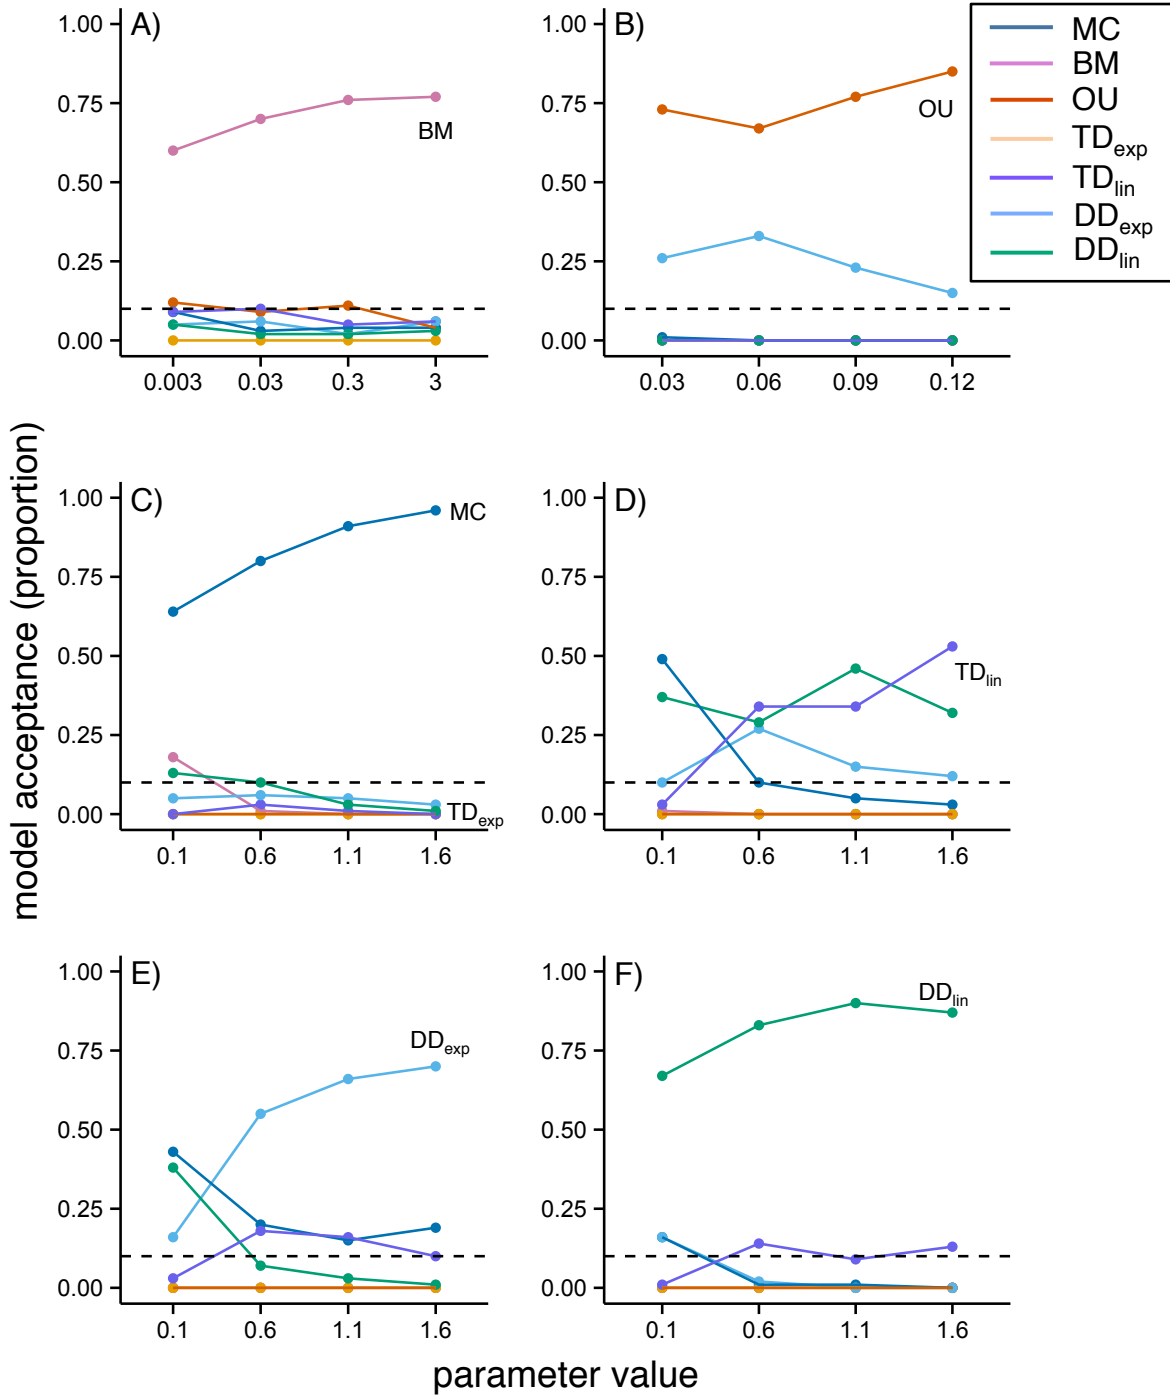 A)
1.00
0.75
0.50
0.25
0.00
BM
0.003 0.03 0.3 3
B)
1.00
0.75
0.50
0.25
0.00
OU
0.03 0.06 0.09 0.12
MC
BM
OU
TDexp
TDlin
DDexp
DDlin
C)
1.00
0.75
0.50
0.25
0.00
MC
TDexp
0.1 0.6 1.1 1.6
D)
1.00
0.75
0.50
0.25
0.00
TDlin
0.1 0.6 1.1 1.6
E)
1.00
0.75
0.50
0.25
0.00
DDexp
0.1 0.6 1.1 1.6
F)
1.00
0.75
0.50
0.25
0.00
DDlin
0.1 0.6 1.1 1.6
model acceptance (proportion)
parameter value